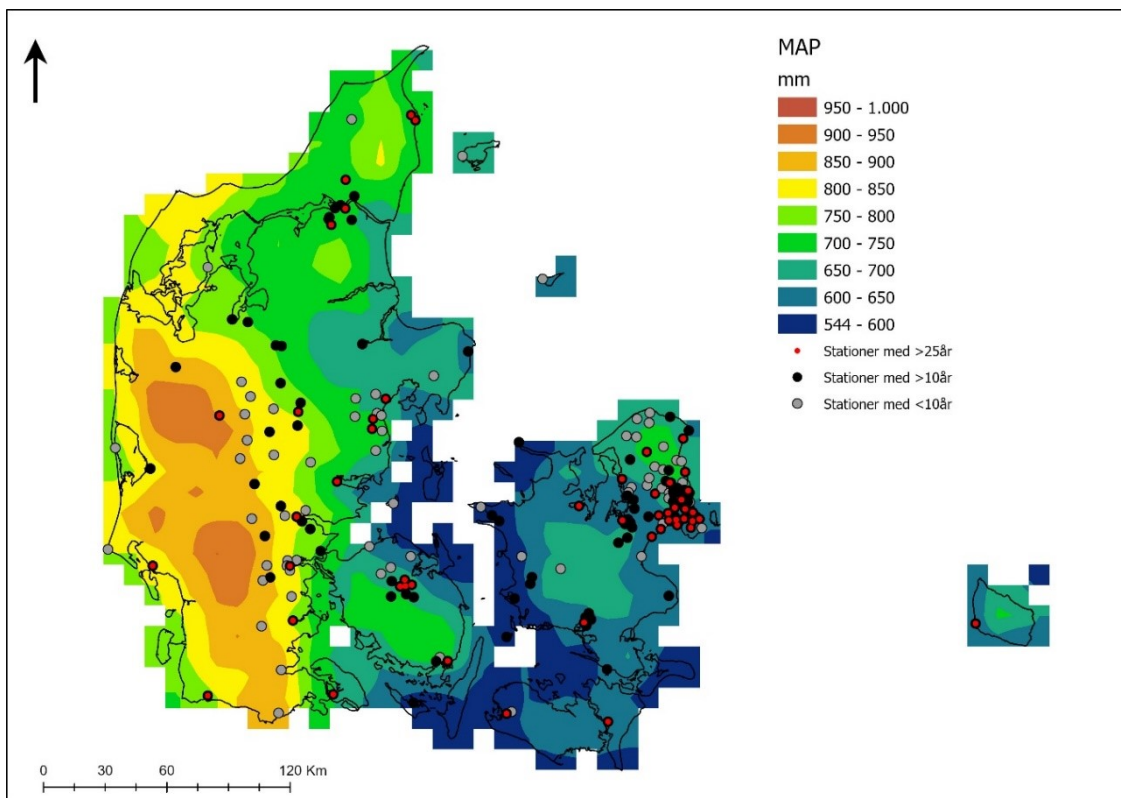 MAP
mm
950 - 1.000
900 - 950
850 - 900
800 - 850
750 - 800
700 - 750
650 - 700
600 - 650
544 - 600
Stationer med >25år
Stationer med >10år
Stationer med <10år
0 30 60 120 Km